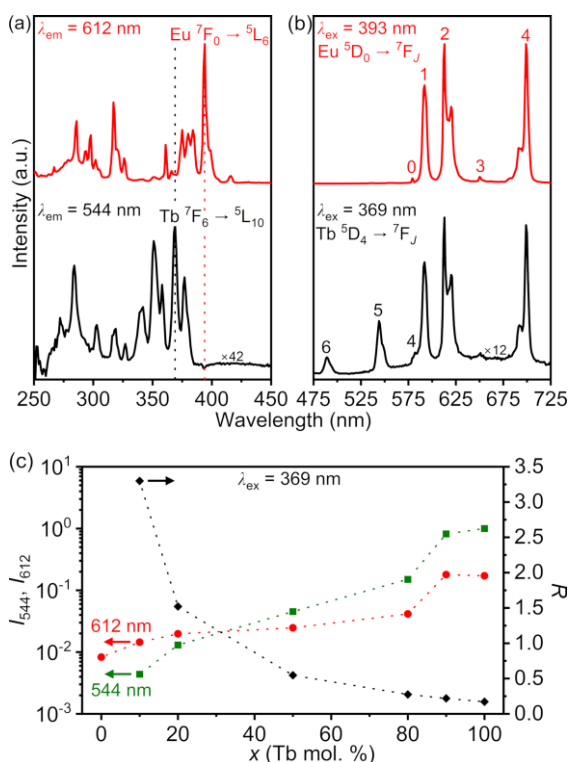 (a)
λem = 612 nm
Eu ⁷F₀ → ⁵L₆
λem = 544 nm
Tb ⁷F₆ → ⁵L₁₀
×42
Intensity (a.u.)
250 300 350 400 450
(b)
λex = 393 nm
Eu ⁵D₀ → ⁷FJ
0 1 2 3 4
λex = 369 nm
Tb ⁵D₄ → ⁷FJ
6 5 4
×12
475 525 575 625 675 725
Wavelength (nm)
(c)
λex = 369 nm
10¹
10⁰
10⁻¹
10⁻²
10⁻³
I₅₄₄, I₆₁₂
612 nm
544 nm
3.5
3.0
2.5
2.0
1.5
1.0
0.5
0.0
R
0 20 40 60 80 100
x (Tb mol. %)